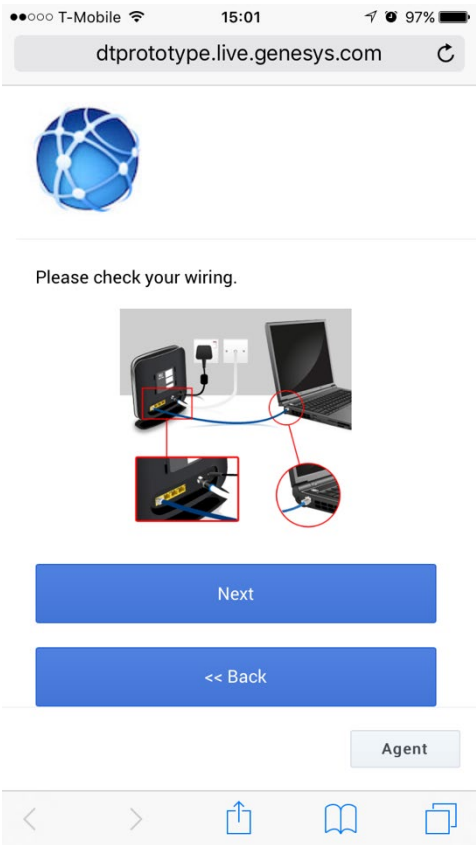 T-Mobile 15:01 97%
dtprototype.live.genesys.com
Please check your wiring.
Next
<< Back
Agent